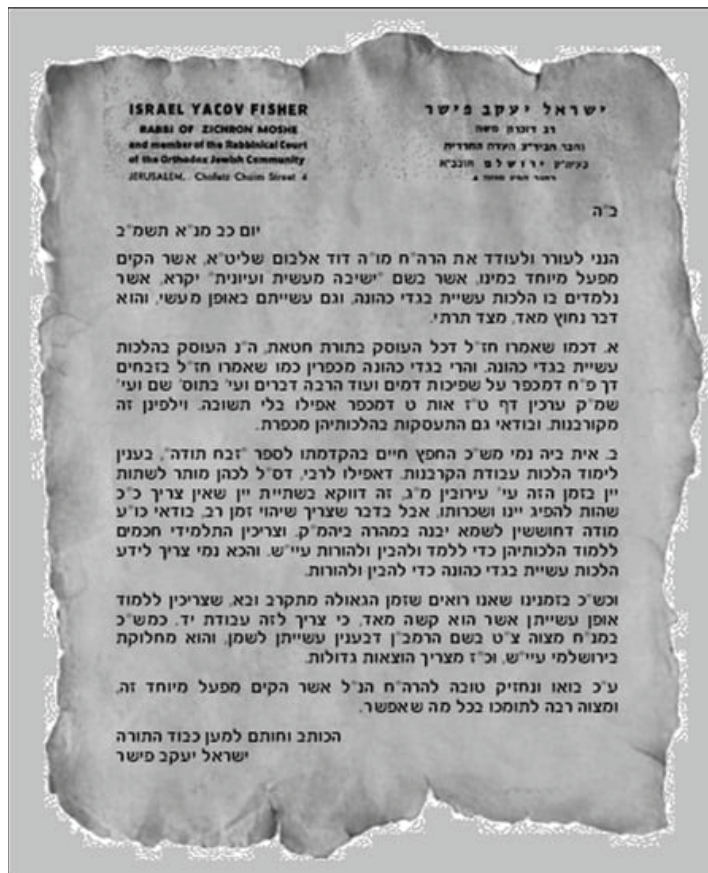 ISRAEL YACOV FISHER
RABBI OF ZICHRON MOSHE
and member of the Rabbinical Court
of the Orthodox Jewish Community
JERUSALEM, Chofetz Chaim Street 4
ישראל יעקב פישר
רב דזכרון משה
וחבר הביד"צ העדה החרדית
בעיה"ק ירושלם תובב"א
רחוב חפץ חיים 4
ב"ה
יום כב מנ"א תשמ"ב
הנני לעורר ולעודד את הרה"ח מו"ה דוד אלבום שליט"א, אשר הקים
מפעל מיוחד במינו, אשר בשם "ישיבה מעשית ועיונית" יקרא, אשר
נלמדים בו הלכות עשיית בגדי כהונה, וגם עשייתם באופן מעשי, והוא
דבר נחוץ מאד, מצד תרתי.
א. דכמו שאמרו חז"ל דכל העוסק בתורת חטאת, ה"נ העוסק בהלכות
עשיית בגדי כהונה. והרי בגדי כהונה מכפרין כמו שאמרו חז"ל בזבחים
דך פ"ח דמכפר על שפיכות דמים ועוד הרבה דברים ועי' בתוס' שם ועי'
שמ"ק ערכין דף ט"ז אות ט דמכפר אפילו בלי תשובה. וילפינן זה
מקורבנות. ובודאי גם התעסקות בהלכותיהן מכפרת.
ב. אית ביה נמי מש"כ החפץ חיים בהקדמתו לספר "זבח תודה", בענין
לימוד הלכות עבודת הקרבנות. דאפילו לרבי, דס"ל לכהן מותר לשתות
יין בזמן הזה עי' עירובין מ"ג, זה דווקא בשתיית יין שאין צריך כ"כ
שהות להפיג יינו ושכרותו, אבל בדבר שצריך שיהוי זמן רב, בודאי כו"ע
מודה דחוששין לשמא יבנה במהרה ביהמ"ק, וצריכין התלמידי חכמים
ללמוד הלכותיהן כדי ללמד ולהבין ולהורות עיי"ש. והכא נמי צריך לידע
הלכות עשיית בגדי כהונה כדי להבין ולהורות.
וכש"כ בזמנינו שאנו רואים שזמן הגאולה מתקרב ובא, שצריכין ללמוד
אופן עשייתן אשר הוא קשה מאד, כי צריך לזה עבודת יד. כמש"כ
במנ"ח מצוה צ"ט בשם הרמב"ן דבענין עשייתן לשמן, והוא מחלוקת
בירושלמי עיי"ש, וכ"ז מצריך הוצאות גדולות.
ע"כ בואו ונחזיק טובה להרה"ח הנ"ל אשר הקים מפעל מיוחד זה,
ומצוה רבה לתומכו בכל מה שאפשר.
הכותב וחותם למען כבוד התורה
ישראל יעקב פישר